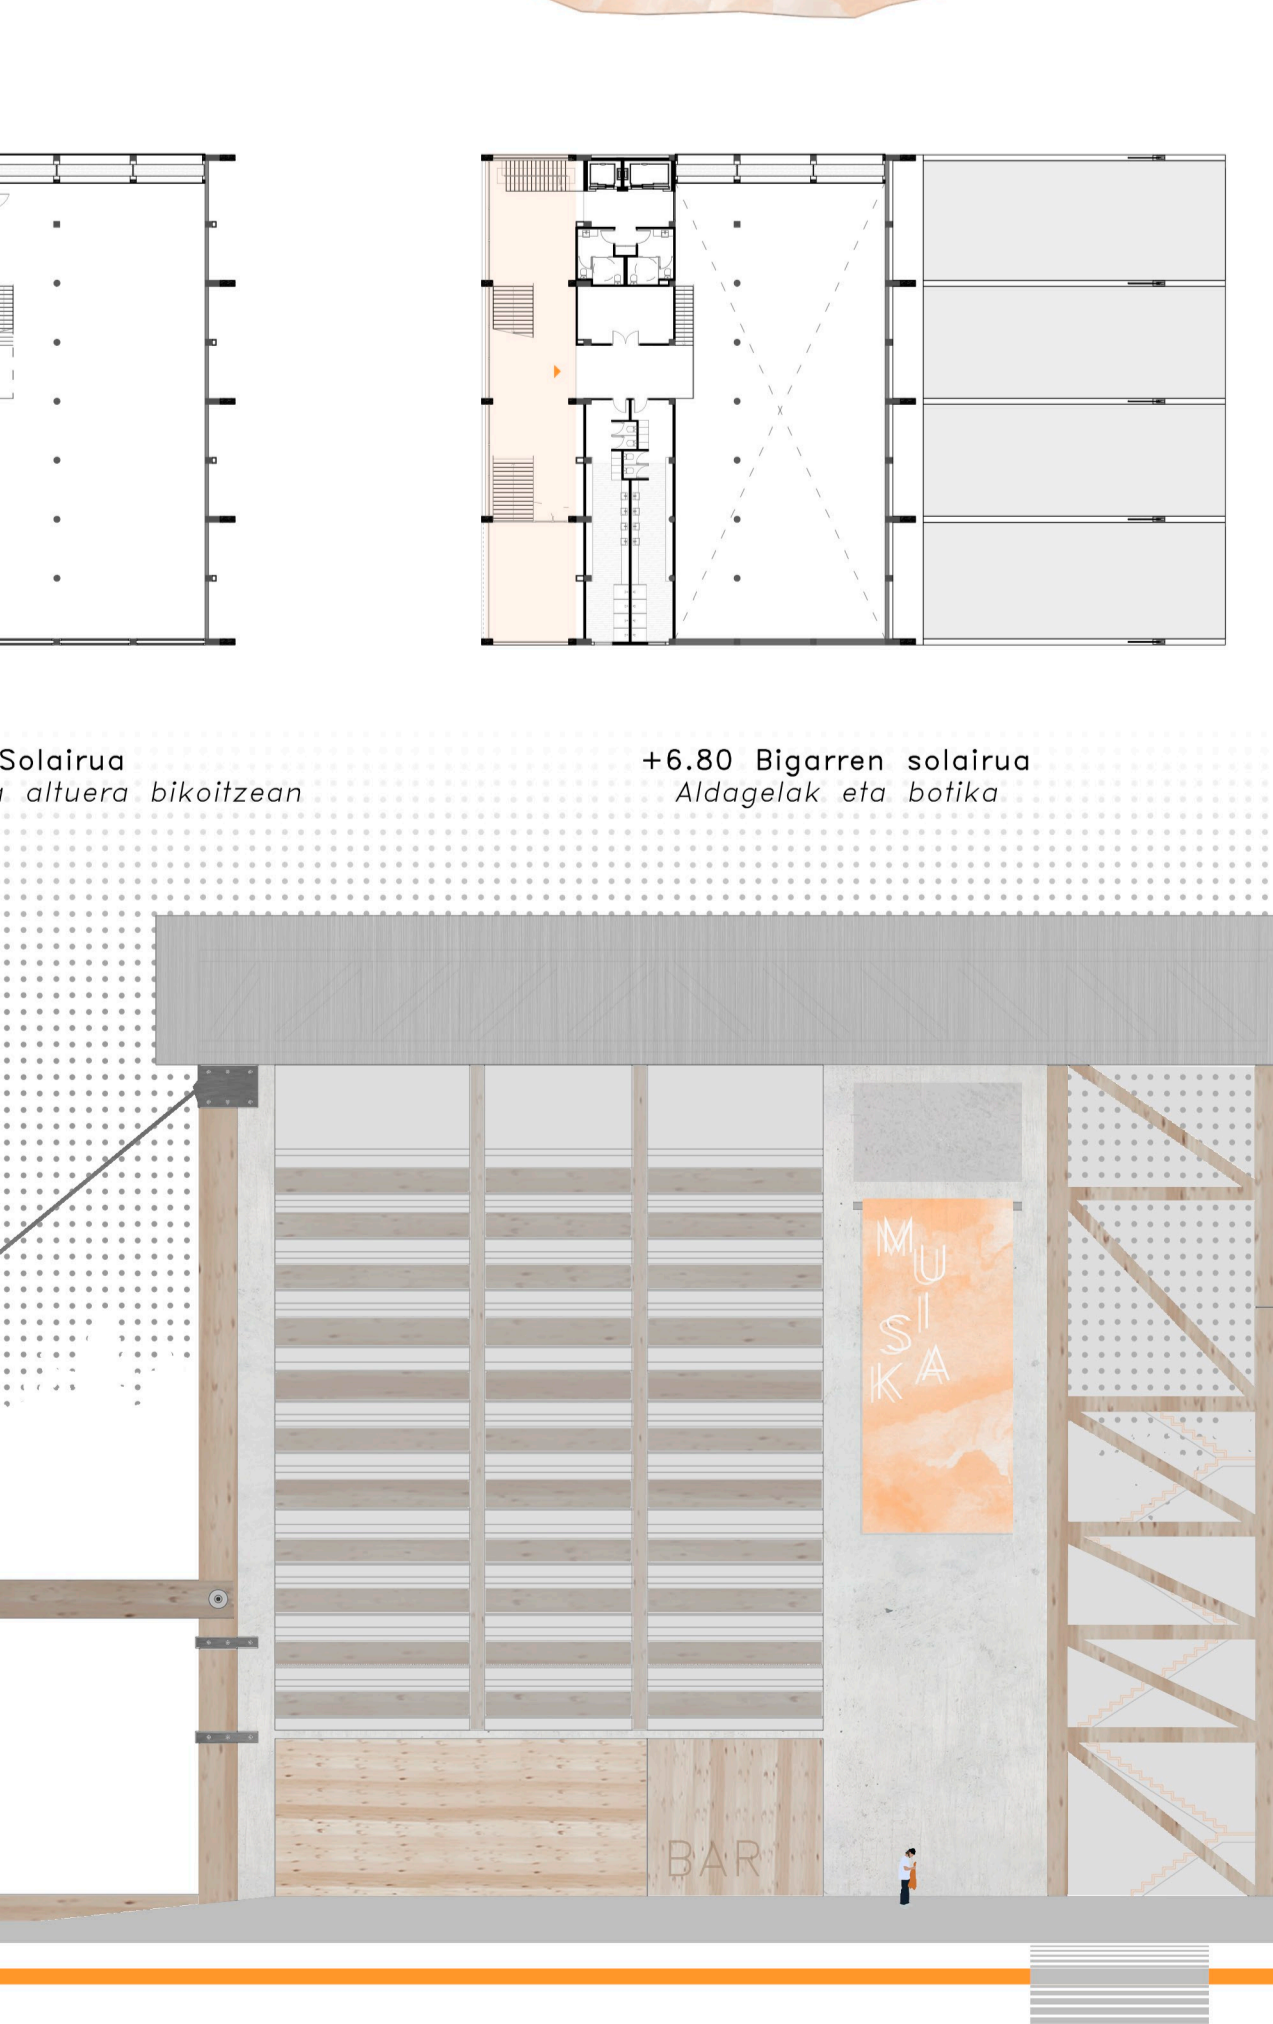 Solairua
altuera bikoitzean
+6.80 Bigarren solairua
Aldagelak eta botika
MUSIKA
BAR